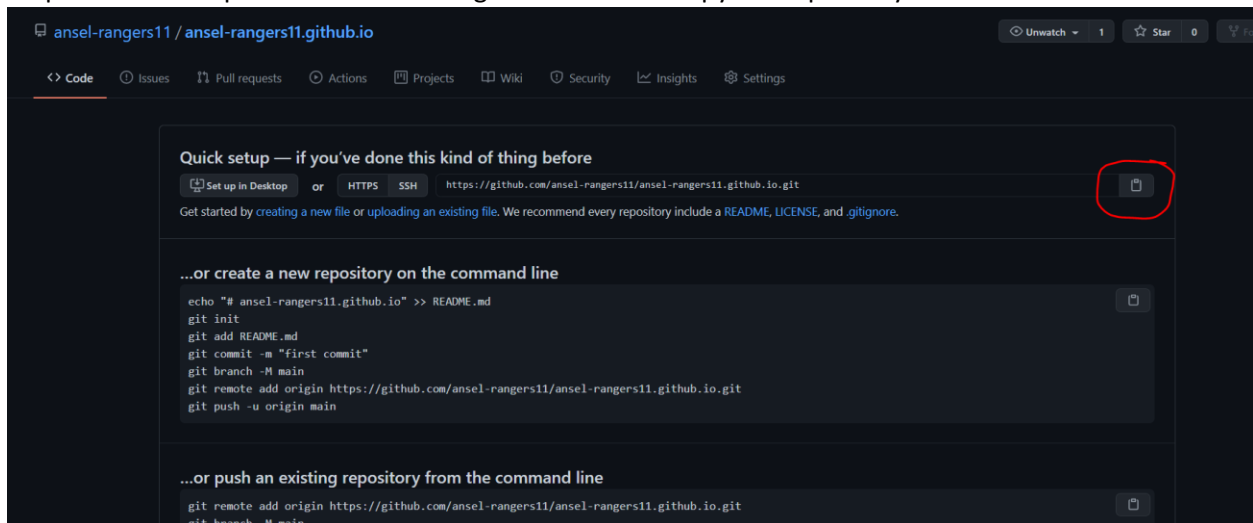 ansel-rangers11 / ansel-rangers11.github.io
Unwatch 1 Star 0
Code Issues Pull requests Actions Projects Wiki Security Insights Settings
Quick setup — if you've done this kind of thing before
Set up in Desktop or HTTPS SSH https://github.com/ansel-rangers11/ansel-rangers11.github.io.git
Get started by creating a new file or uploading an existing file. We recommend every repository include a README, LICENSE, and .gitignore.
...or create a new repository on the command line
echo "# ansel-rangers11.github.io" >> README.md
git init
git add README.md
git commit -m "first commit"
git branch -M main
git remote add origin https://github.com/ansel-rangers11/ansel-rangers11.github.io.git
git push -u origin main
...or push an existing repository from the command line
git remote add origin https://github.com/ansel-rangers11/ansel-rangers11.github.io.git
git branch -M main